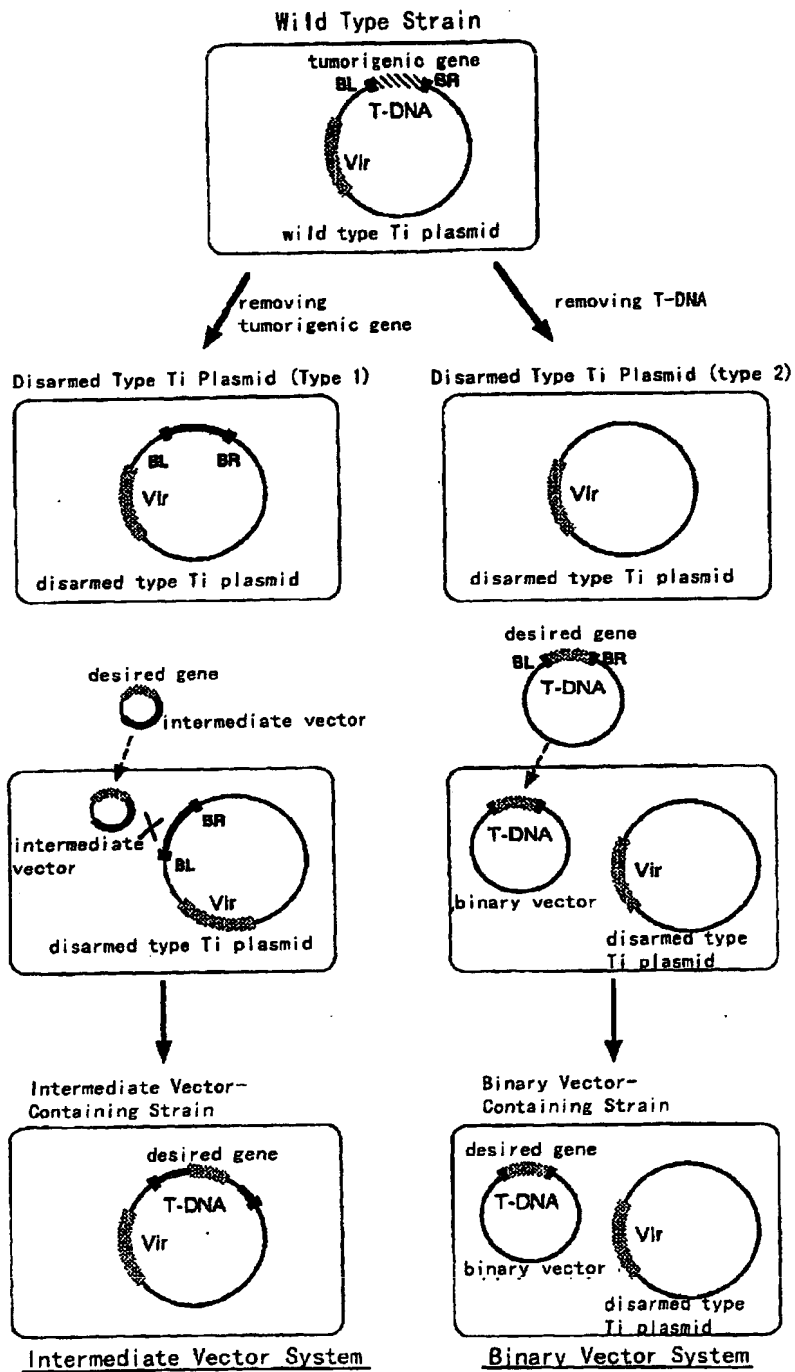 Wild Type Strain
tumorigenic gene
BL
BR
T-DNA
Vir
wild type Ti plasmid
removing
tumorigenic gene
removing T-DNA
Disarmed Type Ti Plasmid (Type 1)
BL
BR
Vir
disarmed type Ti plasmid
Disarmed Type Ti Plasmid (type 2)
Vir
disarmed type Ti plasmid
desired gene
intermediate vector
intermediate
vector
BR
BL
Vir
disarmed type Ti plasmid
desired gene
BL
BR
T-DNA
T-DNA
binary vector
Vir
disarmed type
Ti plasmid
Intermediate Vector-
Containing Strain
desired gene
T-DNA
Vir
Intermediate Vector System
Binary Vector-
Containing Strain
desired gene
T-DNA
binary vector
Vir
disarmed type
Ti plasmid
Binary Vector System